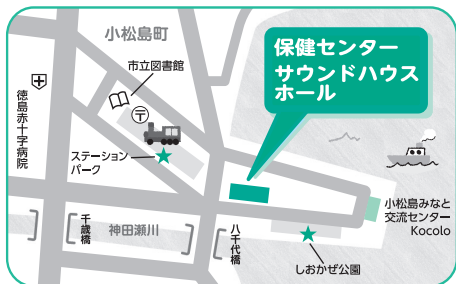 小松島町
市立図書館
〒
徳島赤十字病院
ステーション
パーク
保健センター
サウンドハウス
ホール
千歳橋
神田瀬川
八千代橋
小松島みなと
交流センター
Kocolo
しおかぜ公園